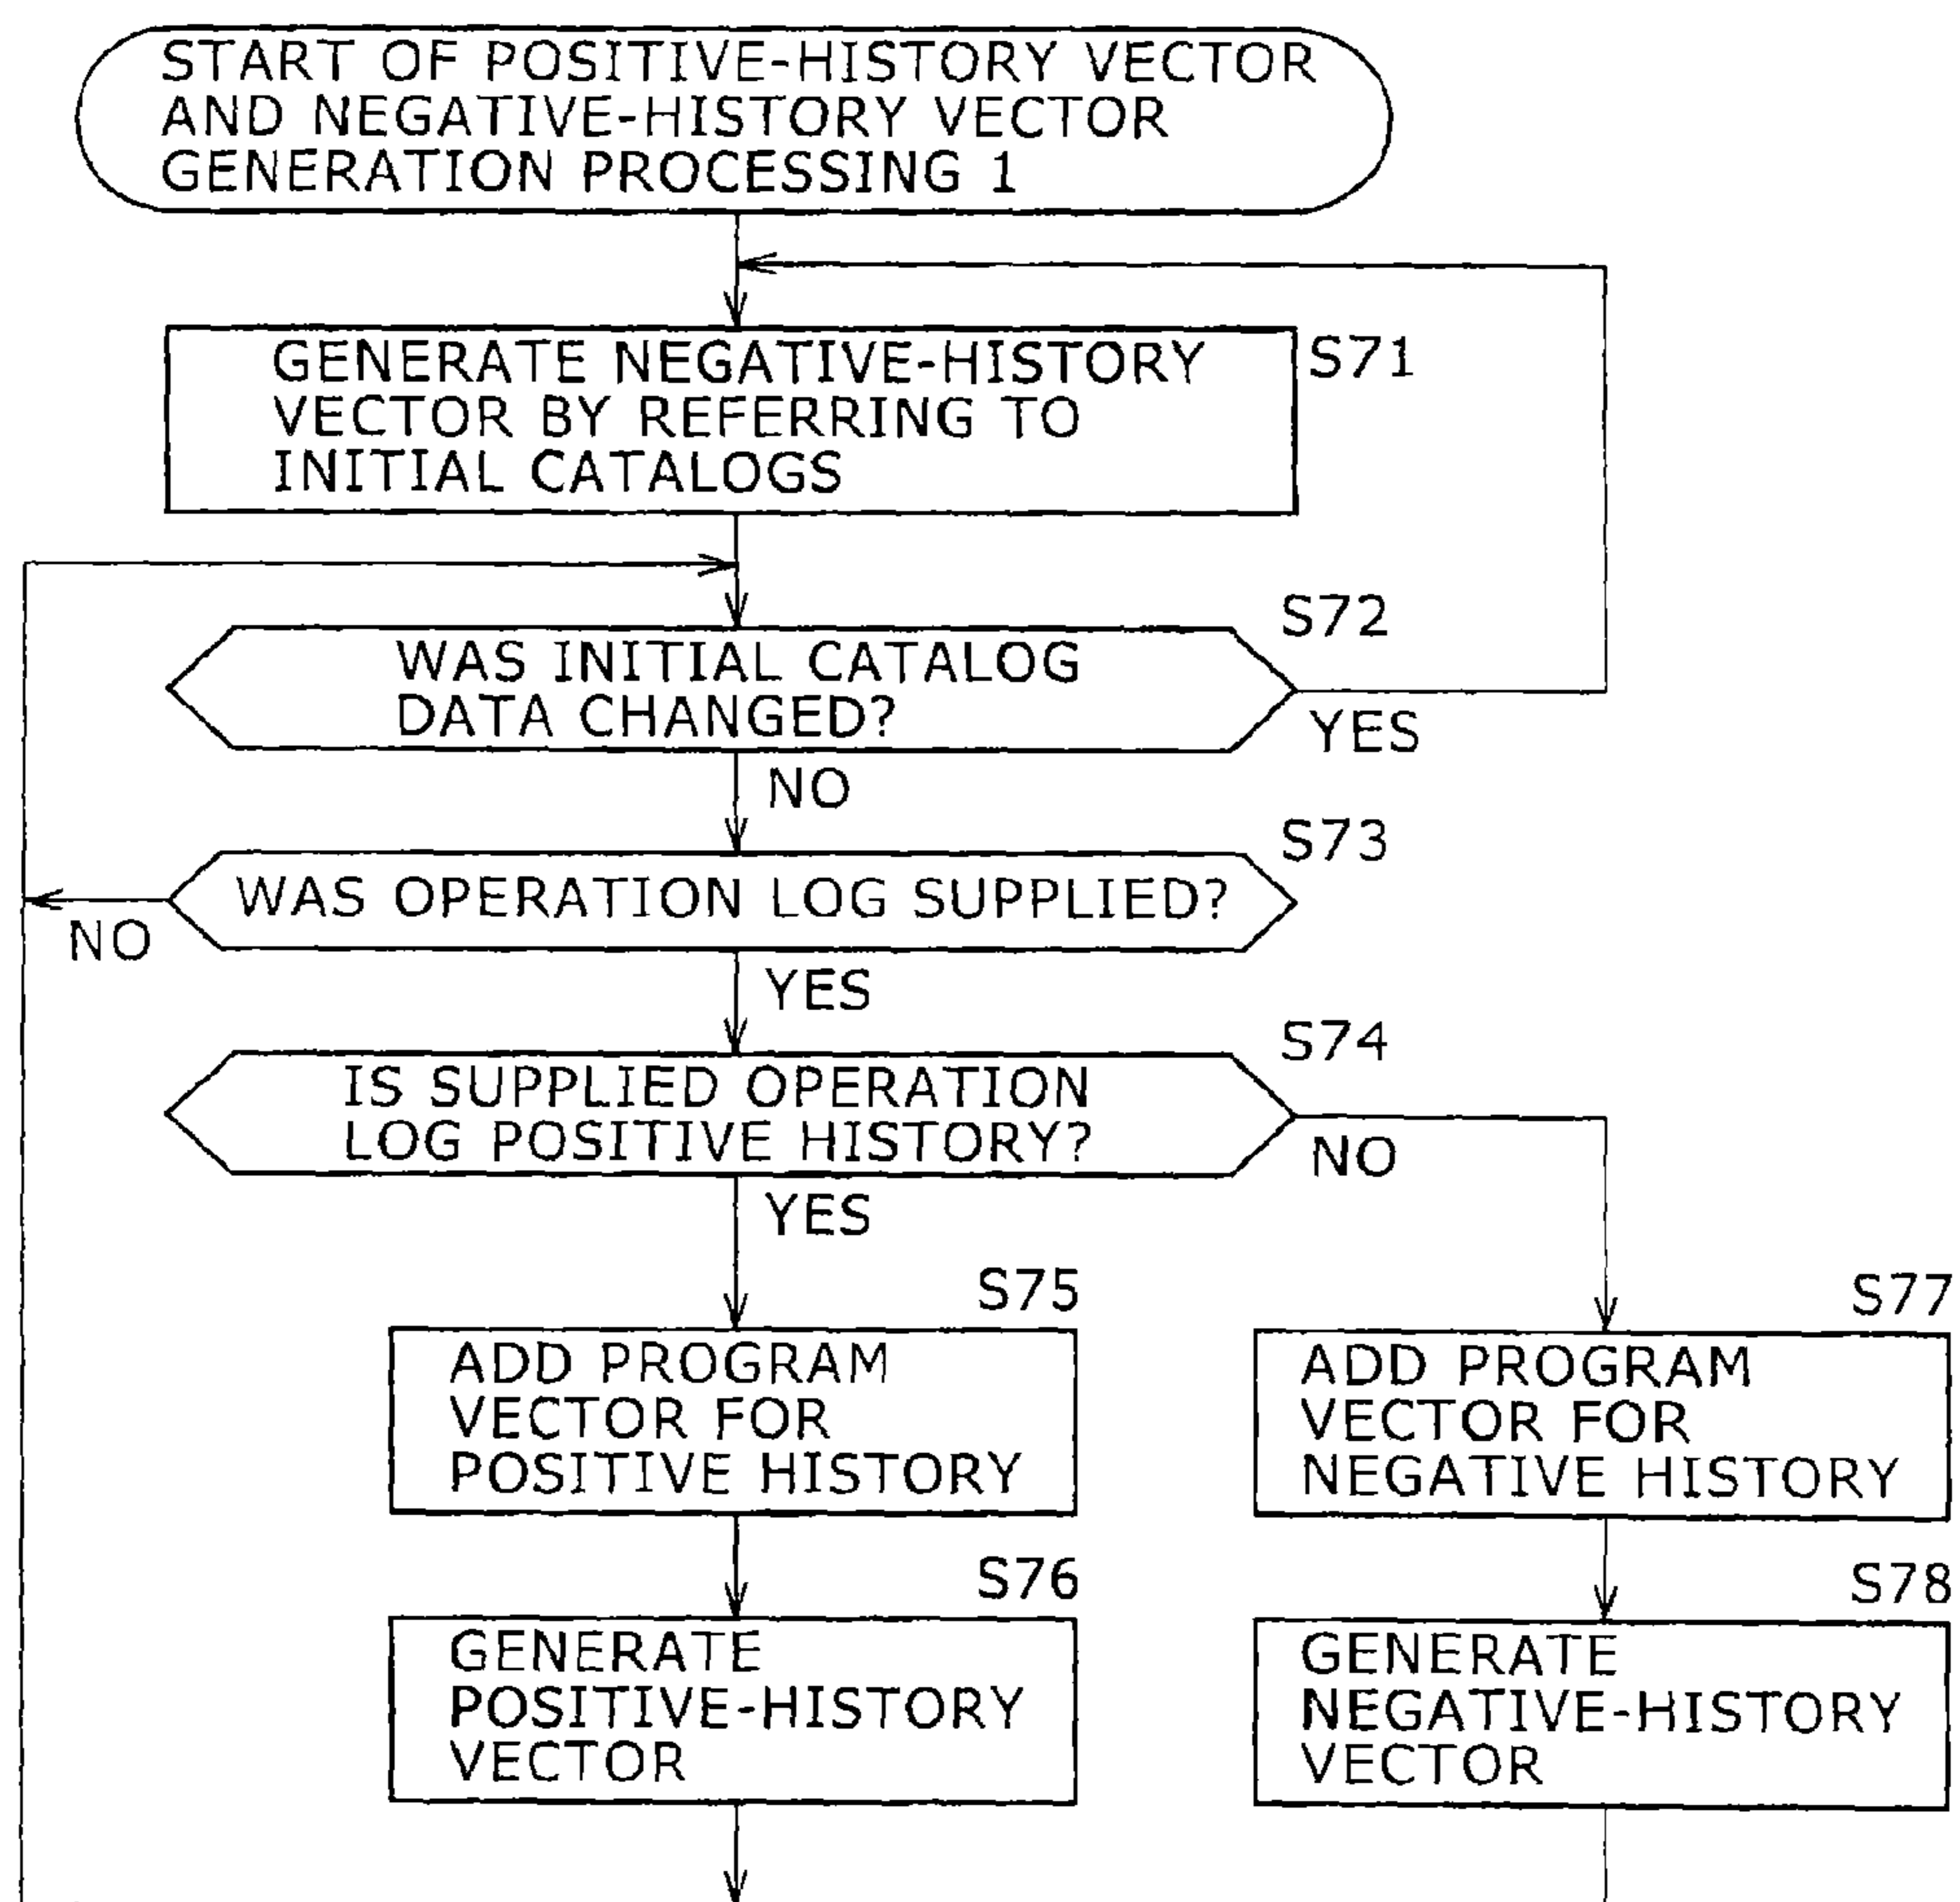 START OF POSITIVE-HISTORY VECTOR
AND NEGATIVE-HISTORY VECTOR
GENERATION PROCESSING 1
GENERATE NEGATIVE-HISTORY
VECTOR BY REFERRING TO
INITIAL CATALOGS
S71
S72
WAS INITIAL CATALOG
DATA CHANGED?
YES
NO
S73
WAS OPERATION LOG SUPPLIED?
NO
YES
S74
IS SUPPLIED OPERATION
LOG POSITIVE HISTORY?
NO
YES
S75
ADD PROGRAM
VECTOR FOR
POSITIVE HISTORY
S77
ADD PROGRAM
VECTOR FOR
NEGATIVE HISTORY
S76
GENERATE
POSITIVE-HISTORY
VECTOR
S78
GENERATE
NEGATIVE-HISTORY
VECTOR